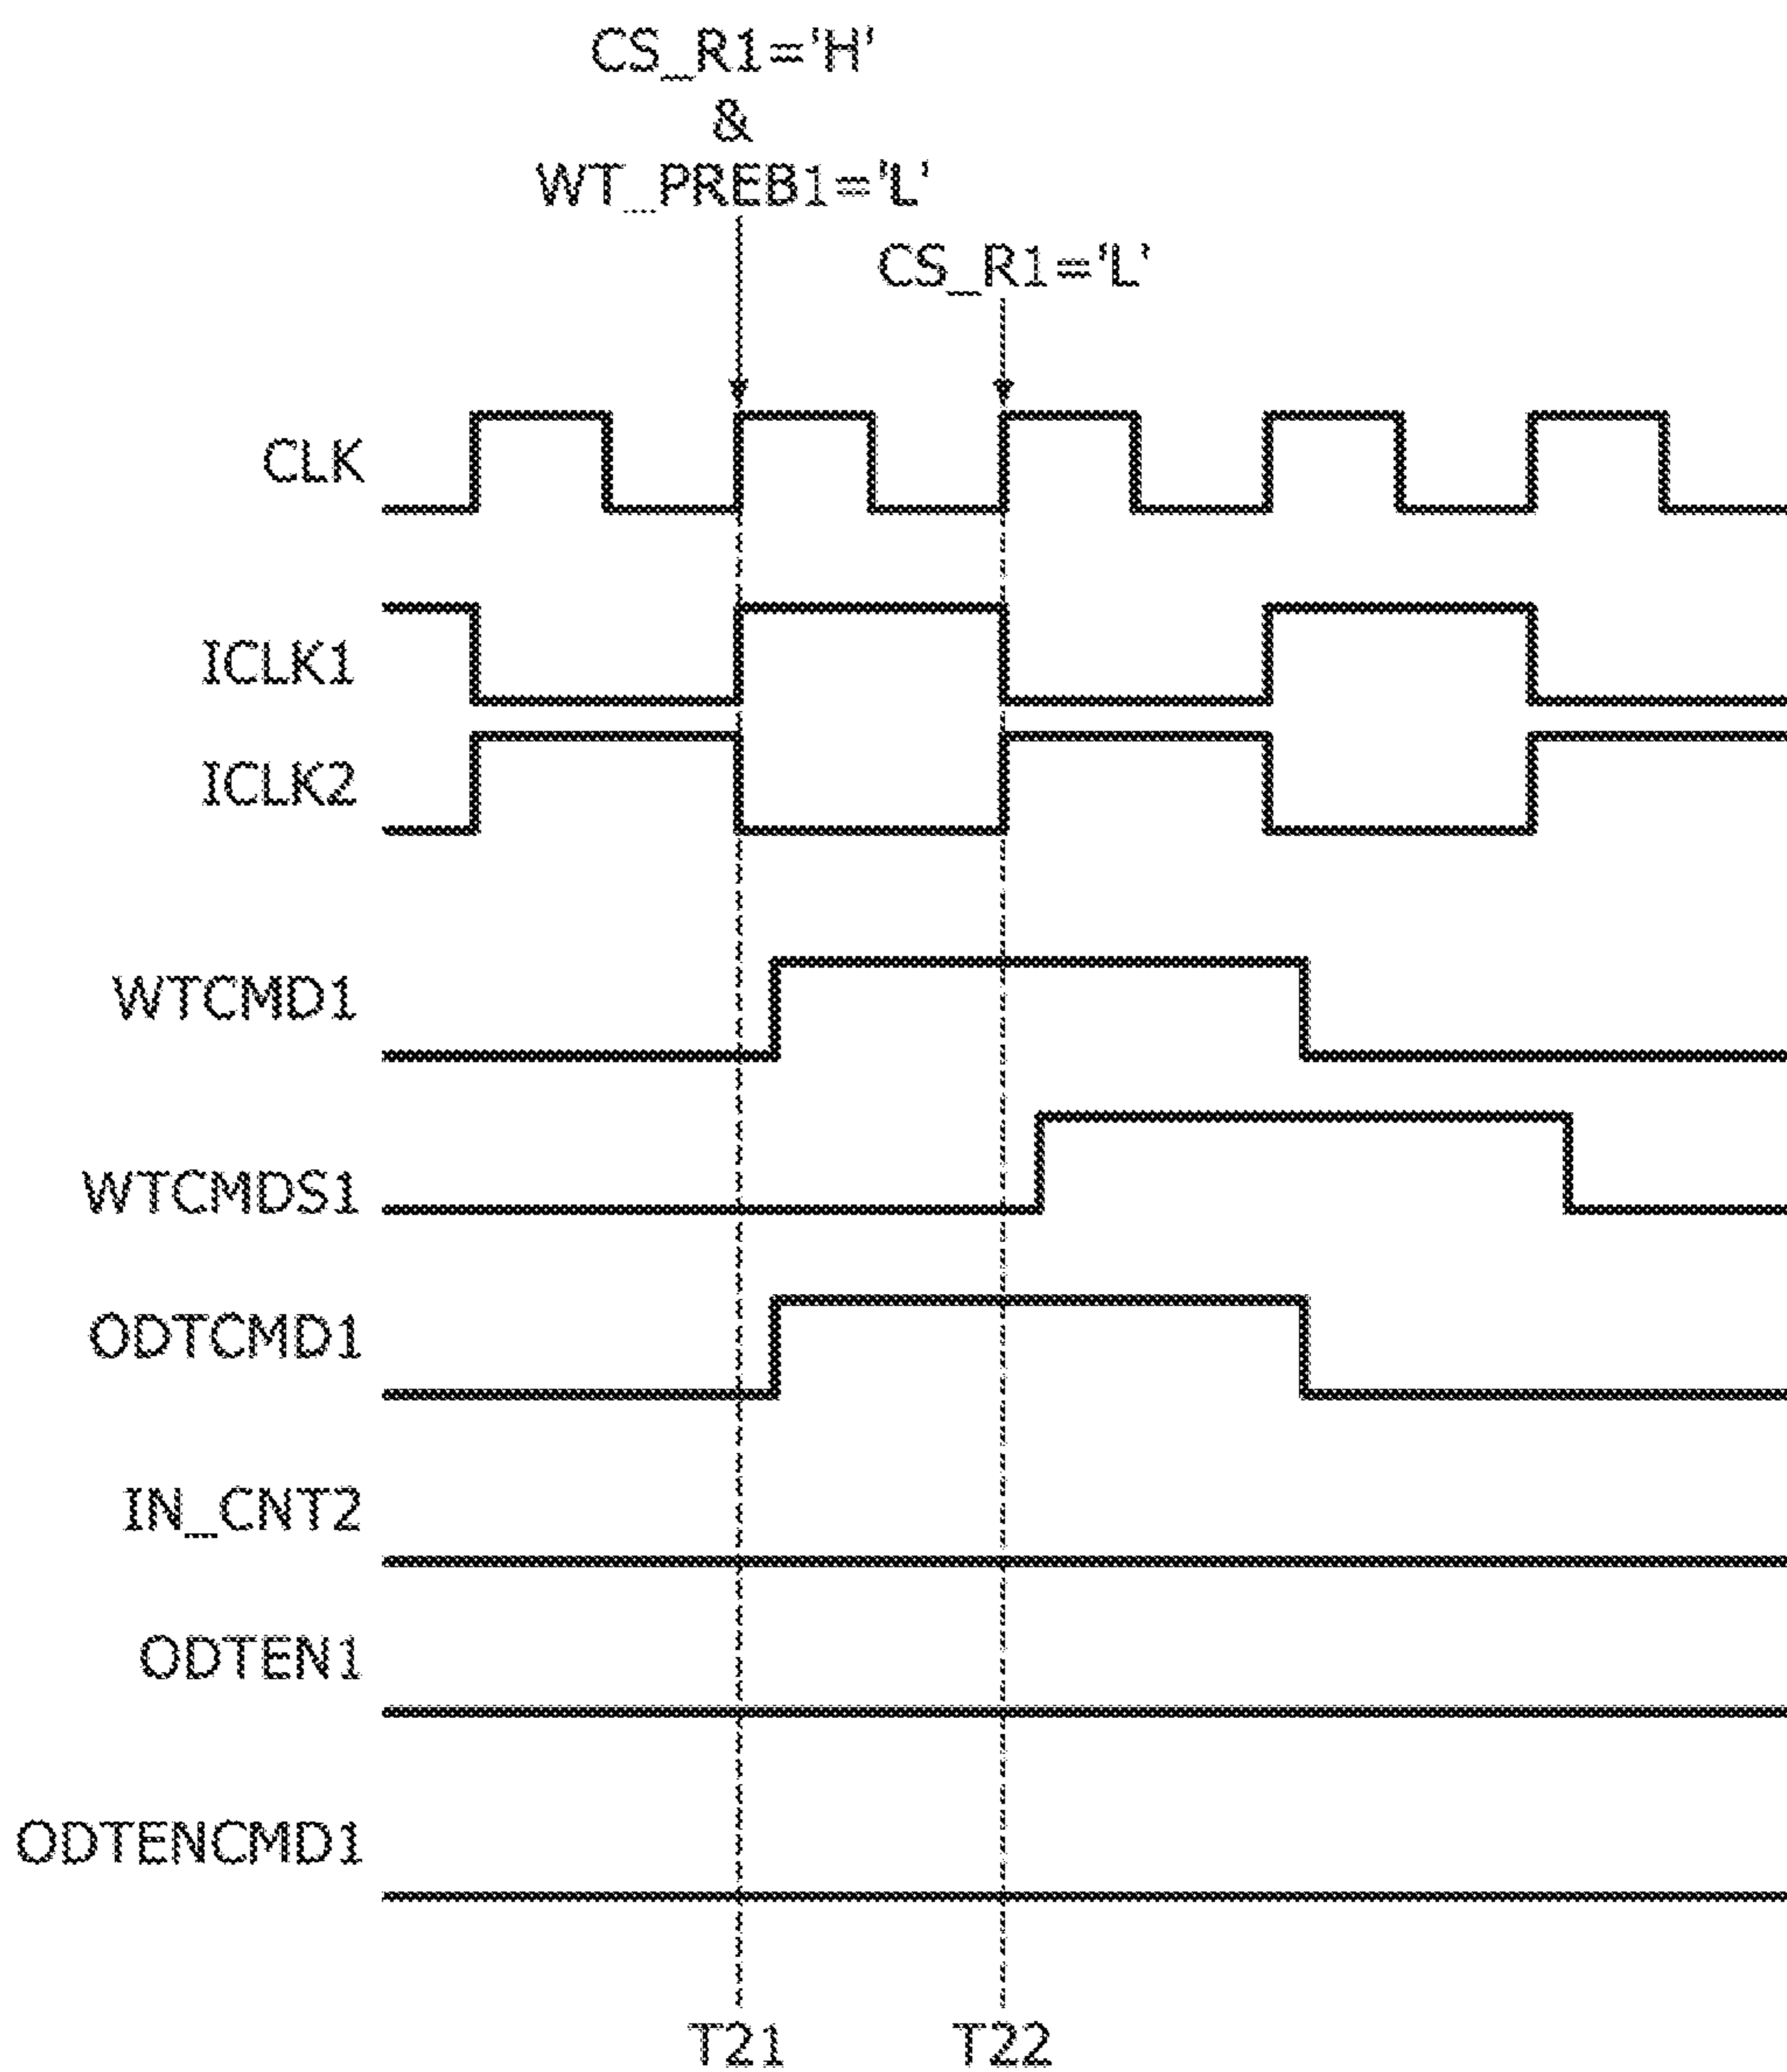 CS_R1='H'
&
WT_PREB1='L'
CS_R1='L'
CLK
ICLK1
ICLK2
WTCMD1
WTCMDS1
ODTCMD1
IN_CNT2
ODTEN1
ODTENCMD1
T21 T22